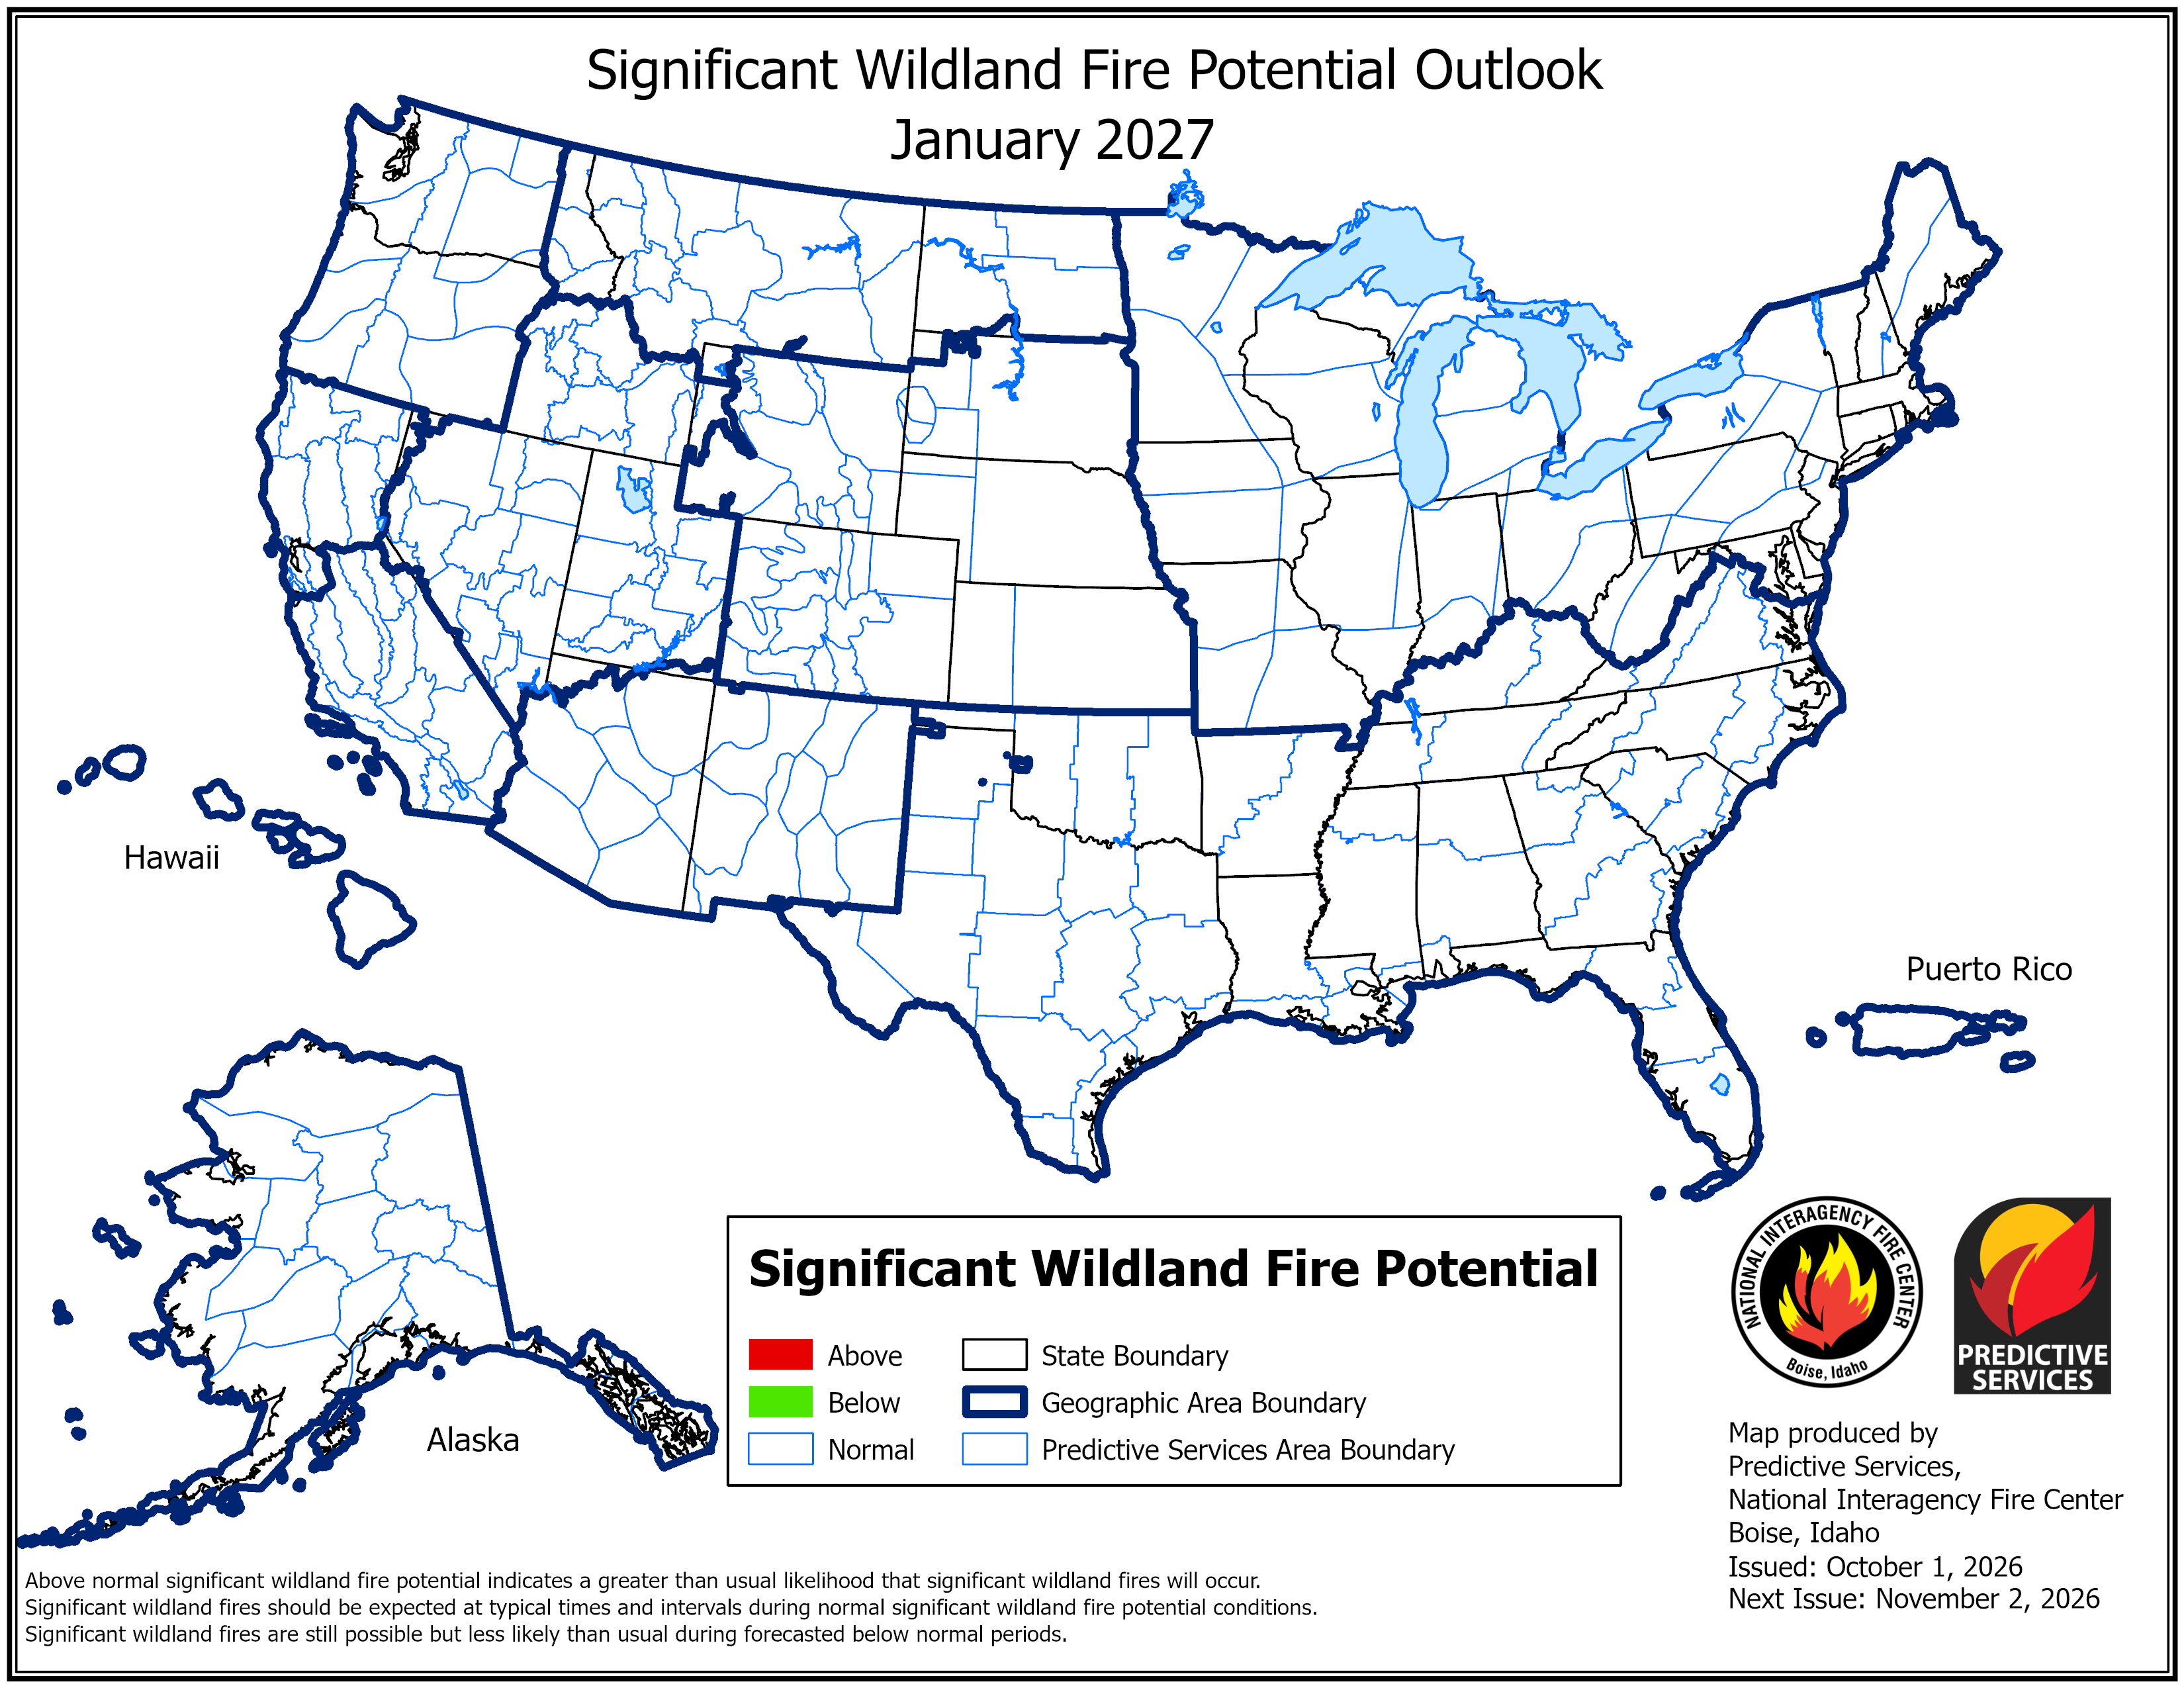 Significant Wildland Fire Potential Outlook
January 2027
Hawaii
Puerto Rico
Alaska
Significant Wildland Fire Potential
Above
Below
Normal
State Boundary
Geographic Area Boundary
Predictive Services Area Boundary
NATIONAL INTERAGENCY FIRE CENTER
Boise, Idaho
PREDICTIVE
SERVICES
Map produced by
Predictive Services,
National Interagency Fire Center
Boise, Idaho
Issued: October 1, 2026
Next Issue: November 2, 2026
Above normal significant wildland fire potential indicates a greater than usual likelihood that significant wildland fires will occur.
Significant wildland fires should be expected at typical times and intervals during normal significant wildland fire potential conditions.
Significant wildland fires are still possible but less likely than usual during forecasted below normal periods.